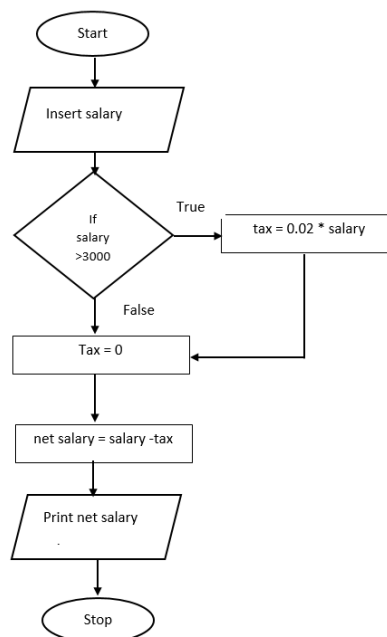 Start
Insert salary
If
salary
>3000
True
tax = 0.02 * salary
False
Tax = 0
net salary = salary -tax
Print net salary
.
Stop